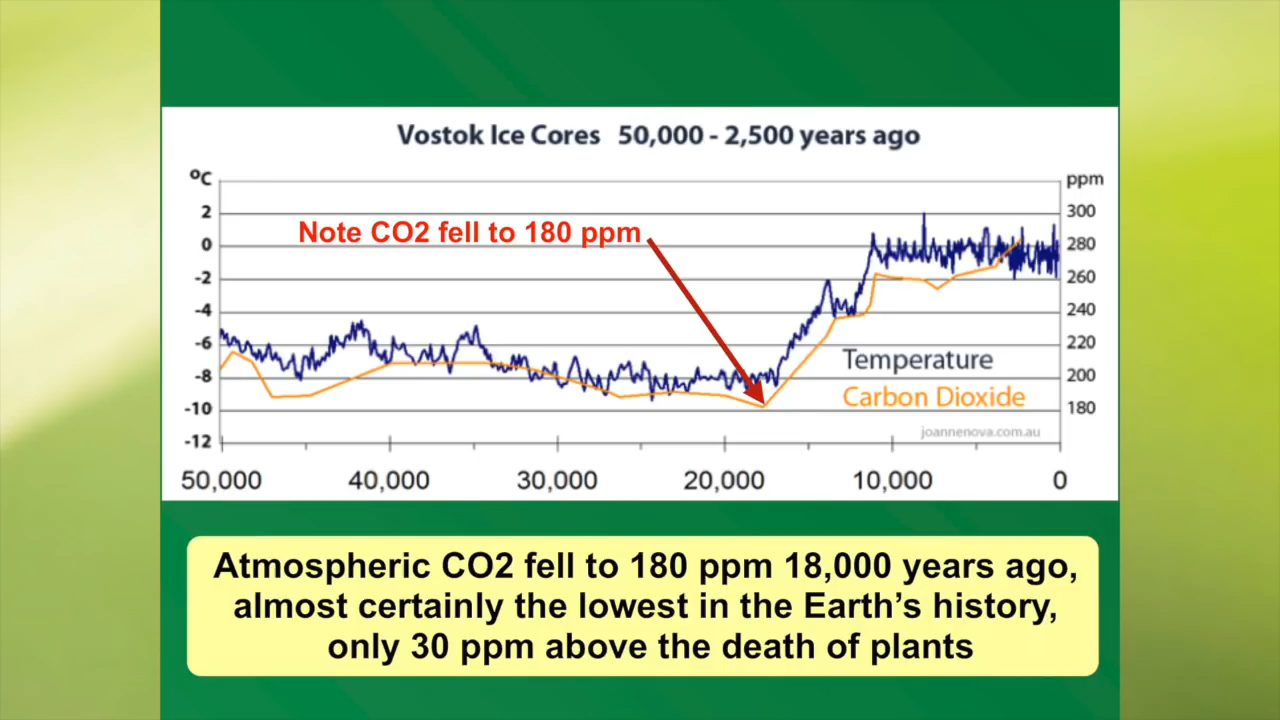 Vostok Ice Cores 50,000 - 2,500 years ago
ºC ppm
2 300
Note CO2 fell to 180 ppm
0 280
-2 260
-4 240
-6 220
Temperature
-8 200
Carbon Dioxide
-10 180
joannenova.com.au
-12
50,000 40,000 30,000 20,000 10,000 0
Atmospheric CO2 fell to 180 ppm 18,000 years ago,
almost certainly the lowest in the Earth’s history,
only 30 ppm above the death of plants